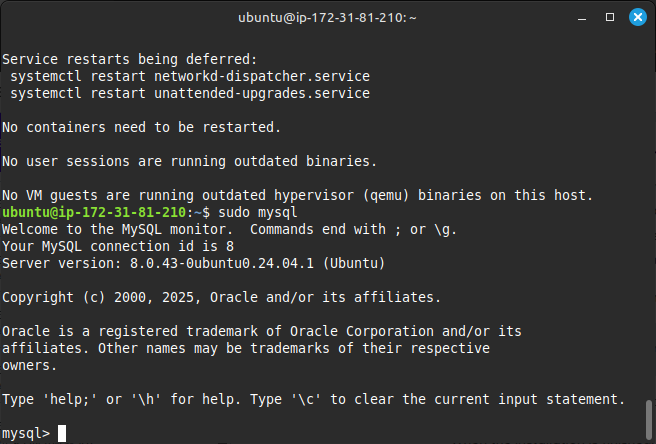 ubuntu@ip-172-31-81-210: ~
Service restarts being deferred:
 systemctl restart networkd-dispatcher.service
 systemctl restart unattended-upgrades.service
No containers need to be restarted.
No user sessions are running outdated binaries.
No VM guests are running outdated hypervisor (qemu) binaries on this host.
ubuntu@ip-172-31-81-210:~$ sudo mysql
Welcome to the MySQL monitor.  Commands end with ; or \g.
Your MySQL connection id is 8
Server version: 8.0.43-0ubuntu0.24.04.1 (Ubuntu)
Copyright (c) 2000, 2025, Oracle and/or its affiliates.
Oracle is a registered trademark of Oracle Corporation and/or its
affiliates. Other names may be trademarks of their respective
owners.
Type 'help;' or '\h' for help. Type '\c' to clear the current input statement.
mysql>